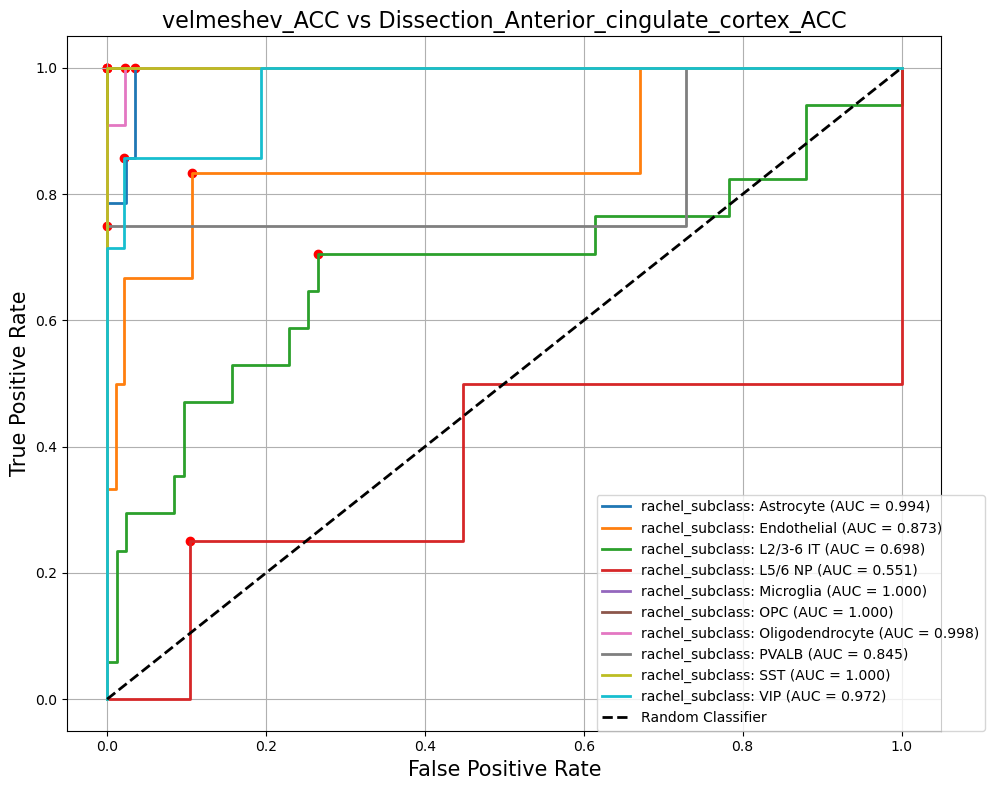 velmeshev_ACC vs Dissection_Anterior_cingulate_cortex_ACC
True Positive Rate
1.0
0.8
0.6
0.4
0.2
0.0
rachel_subclass: Astrocyte (AUC = 0.994)
rachel_subclass: Endothelial (AUC = 0.873)
rachel_subclass: L2/3-6 IT (AUC = 0.698)
rachel_subclass: L5/6 NP (AUC = 0.551)
rachel_subclass: Microglia (AUC = 1.000)
rachel_subclass: OPC (AUC = 1.000)
rachel_subclass: Oligodendrocyte (AUC = 0.998)
rachel_subclass: PVALB (AUC = 0.845)
rachel_subclass: SST (AUC = 1.000)
rachel_subclass: VIP (AUC = 0.972)
Random Classifier
0.0 0.2 0.4 0.6 0.8 1.0
False Positive Rate